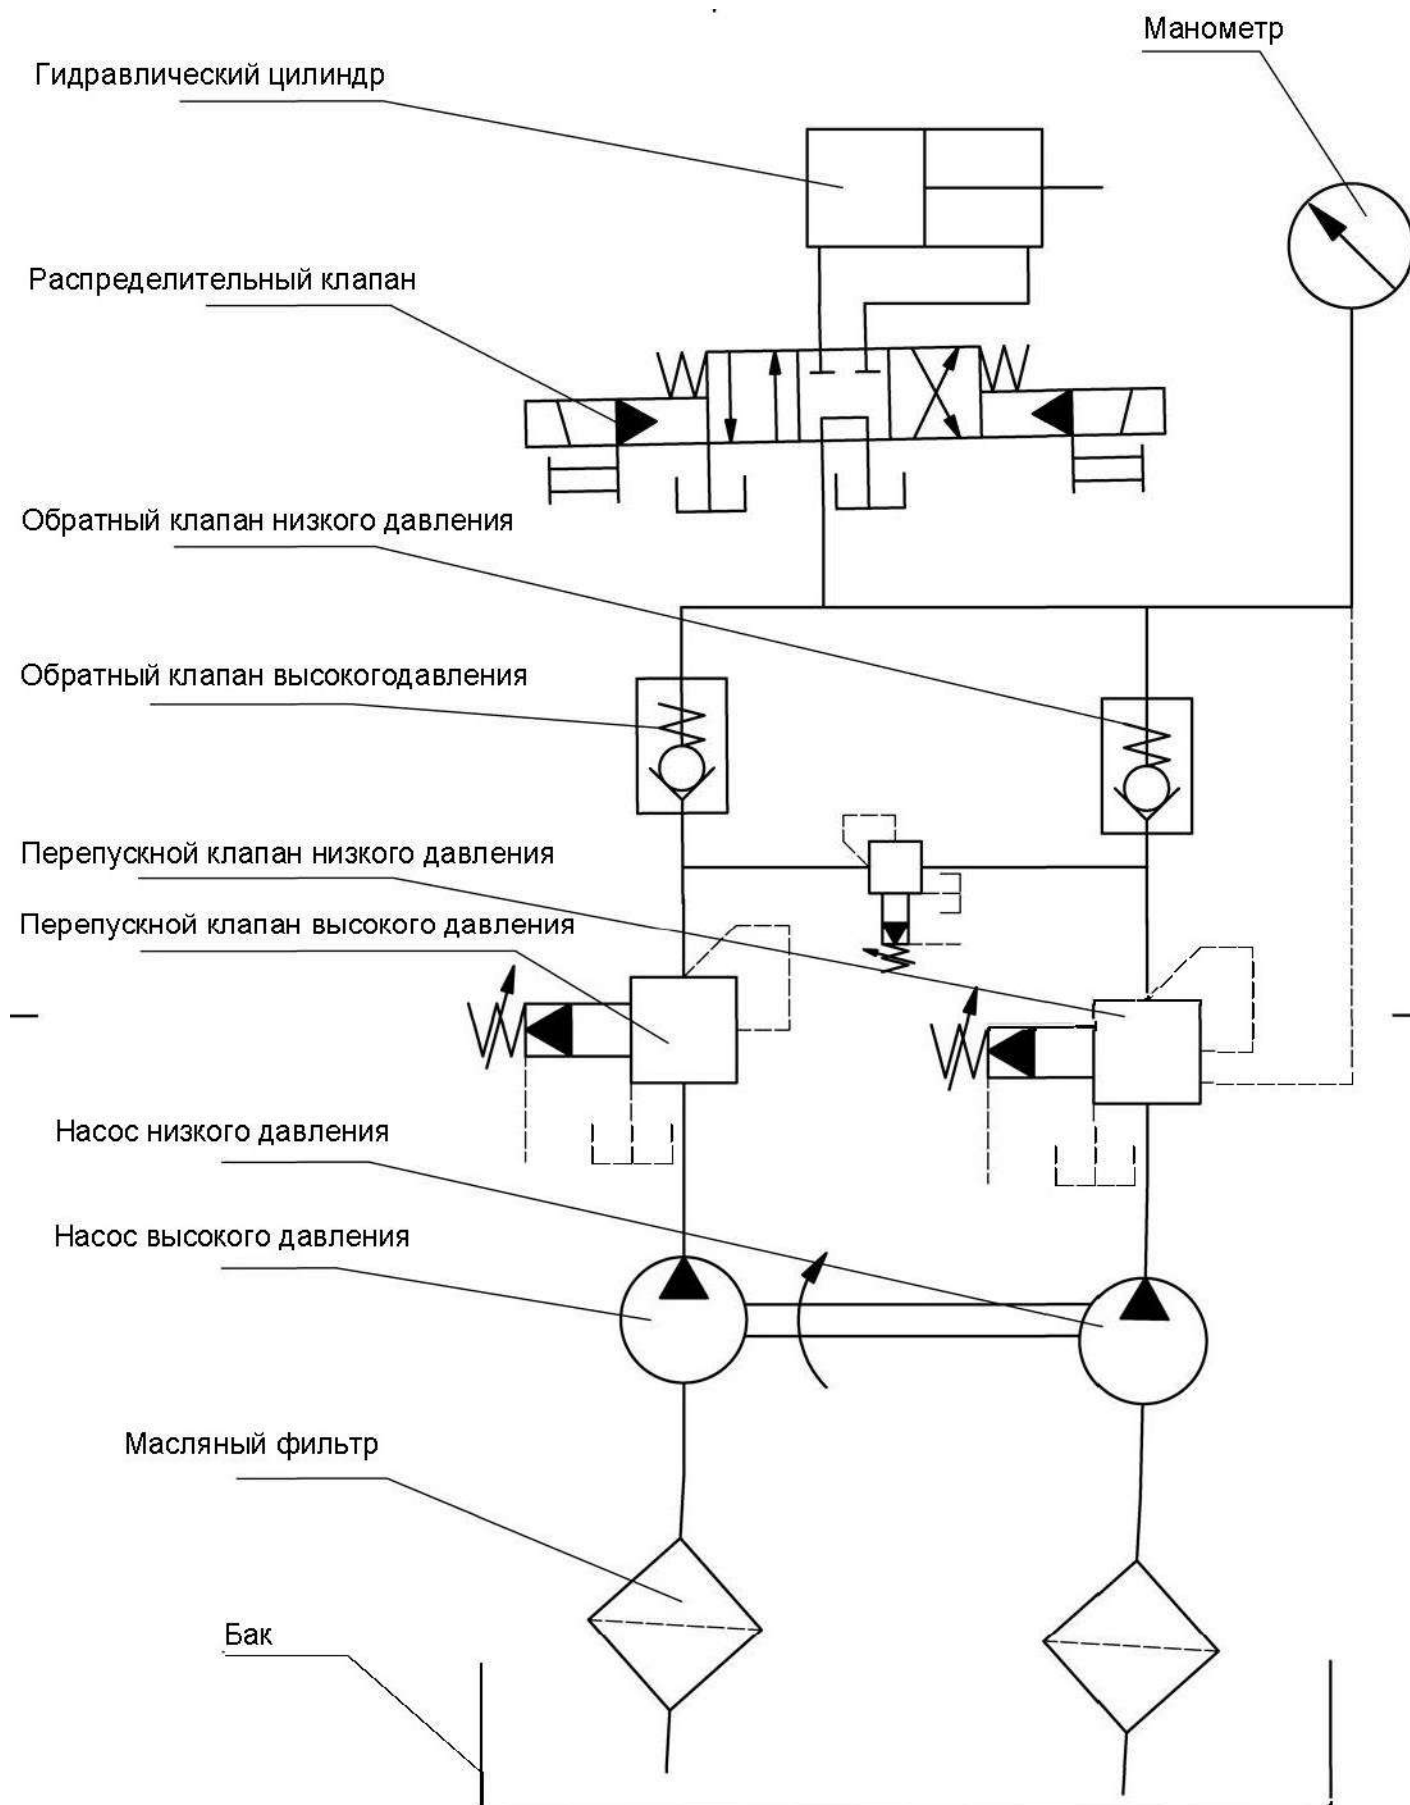 Манометр
Гидравлический цилиндр
Распределительный клапан
Обратный клапан низкого давления
Обратный клапан высокогодавления
Перепускной клапан низкого давления
Перепускной клапан высокого давления
Насос низкого давления
Насос высокого давления
Масляный фильтр
Бак